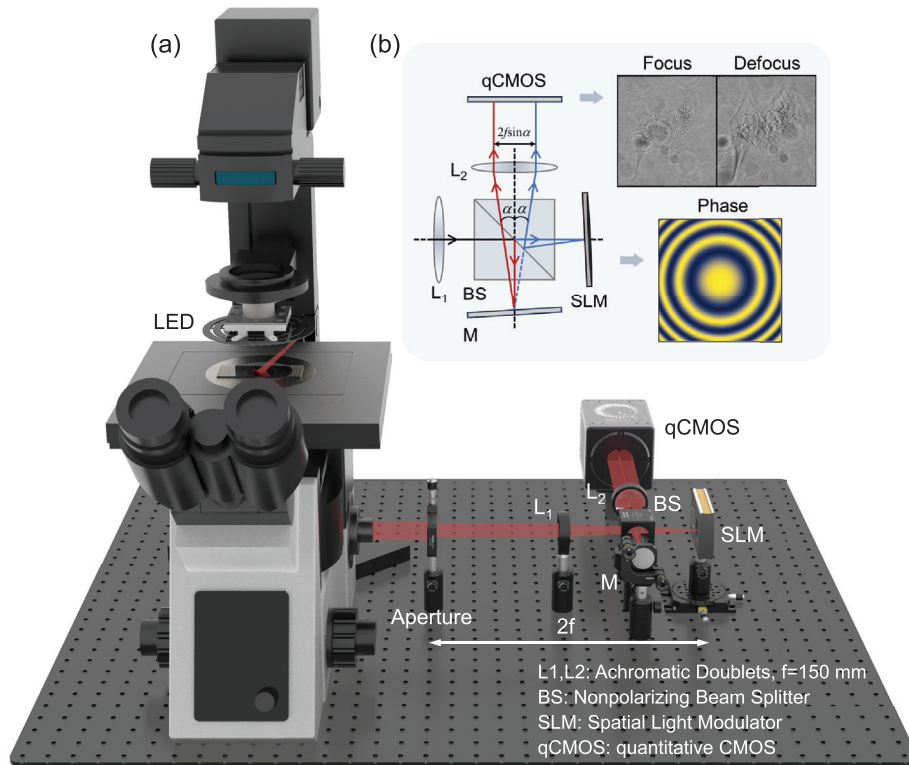 (a)
(b)
qCMOS
Focus
Defocus
2fsinα
L2
α α
Phase
L1
BS
SLM
M
LED
qCMOS
L2
BS
L1
SLM
M
Aperture
2f
L1,L2: Achromatic Doublets, f=150 mm
BS: Nonpolarizing Beam Splitter
SLM: Spatial Light Modulator
qCMOS: quantitative CMOS